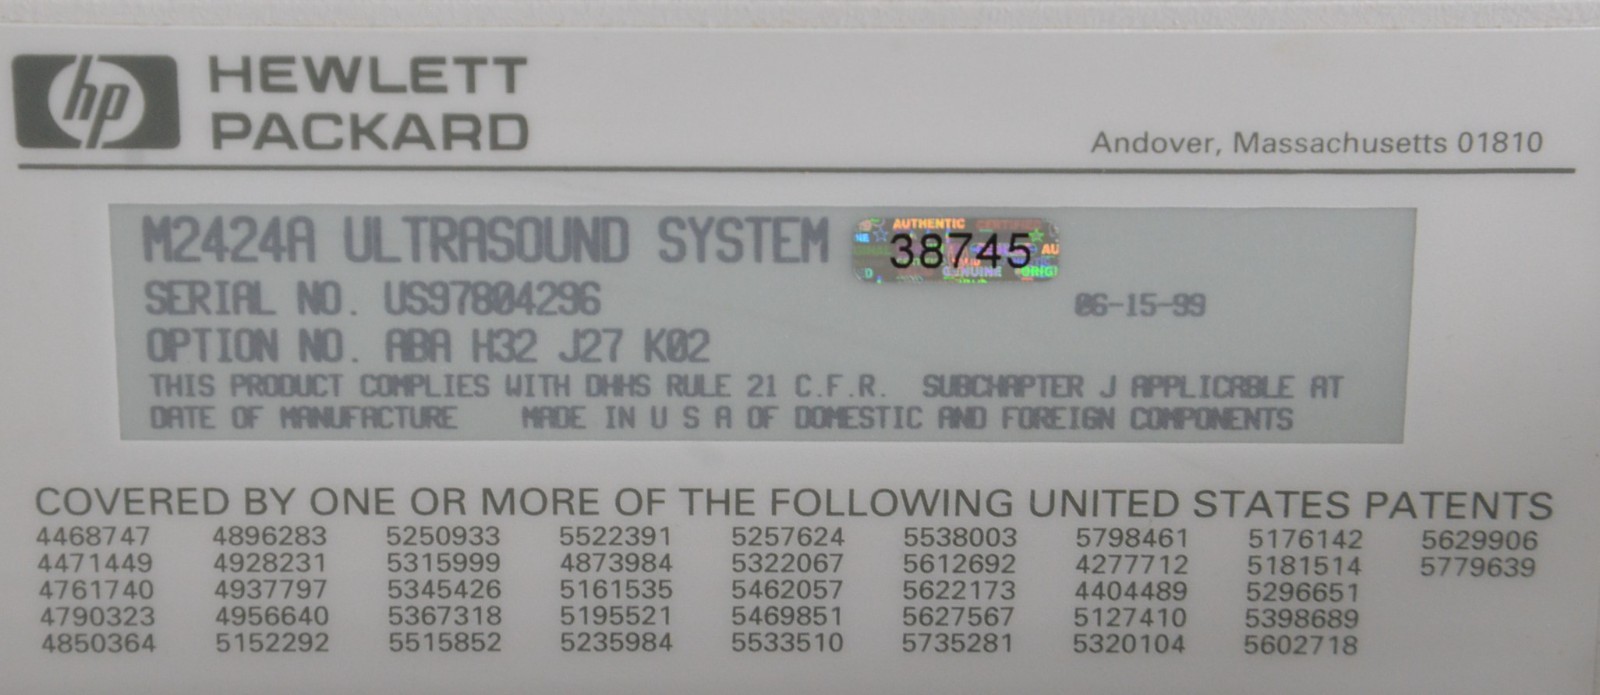 hp HEWLETT
PACKARD
Andover, Massachusetts 01810
M2424A ULTRASOUND SYSTEM
AUTHENTIC
38745
GENUINE
SERIAL NO. US97804296
06-15-99
OPTION NO. ABA H32 J27 K02
THIS PRODUCT COMPLIES WITH DHHS RULE 21 C.F.R. SUBCHAPTER J APPLICABLE AT
DATE OF MANUFACTURE MADE IN U S A OF DOMESTIC AND FOREIGN COMPONENTS
COVERED BY ONE OR MORE OF THE FOLLOWING UNITED STATES PATENTS
4468747 4896283 5250933 5522391 5257624 5538003 5798461 5176142 5629906
4471449 4928231 5315999 4873984 5322067 5612692 4277712 5181514 5779639
4761740 4937797 5345426 5161535 5462057 5622173 4404489 5296651
4790323 4956640 5367318 5195521 5469851 5627567 5127410 5398689
4850364 5152292 5515852 5235984 5533510 5735281 5320104 5602718